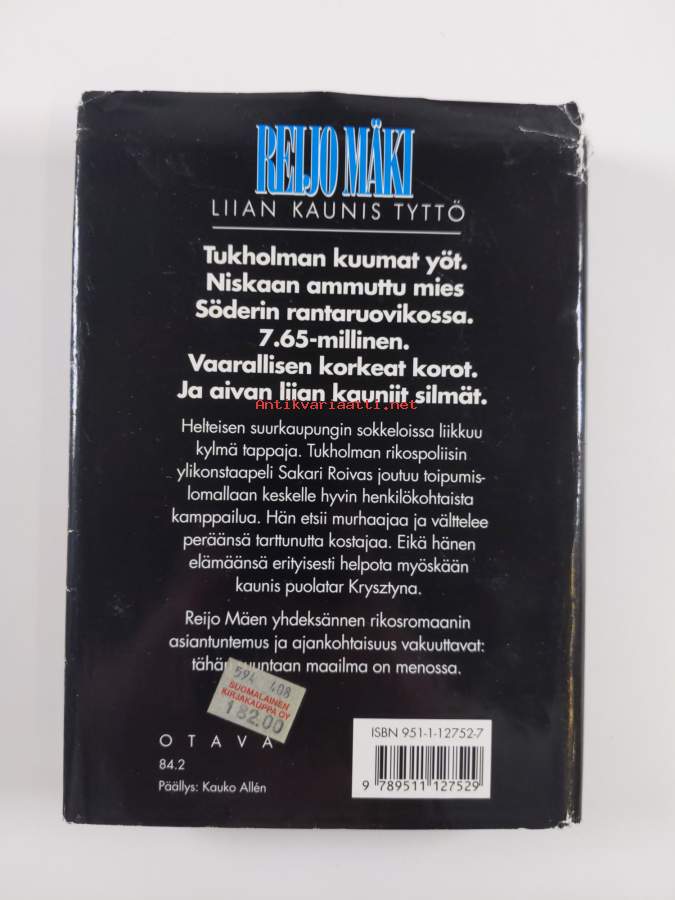 REIJO MÄKI
LIIAN KAUNIS TYTTÖ
Tukholman kuumat yöt.
Niskaan ammuttu mies
Söderin rantaruovikossa.
7.65-millinen.
Vaarallisen korkeat korot.
Ja aivan liian kauniit silmät.
Antikvariaatti.net
Helteisen suurkaupungin sokkeloissa liikkuu
kylmä tappaja. Tukholman rikospoliisin
ylikonstaapeli Sakari Roivas joutuu toipumis-
lomallaan keskelle hyvin henkilökohtaista
kamppailua. Hän etsii murhaajaa ja välttelee
peräänsä tarttunutta kostajaa. Eikä hänen
elämäänsä erityisesti helpota myöskään
kaunis puolatar Krysztyna.
Reijo Mäen yhdeksännen rikosromaanin
asiantuntemus ja ajankohtaisuus vakuuttavat:
maailma on menossa.
594 408
SUOMALAINEN
KIRJAKAUPPA OY
182.00
OTAVA
84.2
Päällys: Kauko Allén
ISBN 951-1-12752-7
9 789511 127529